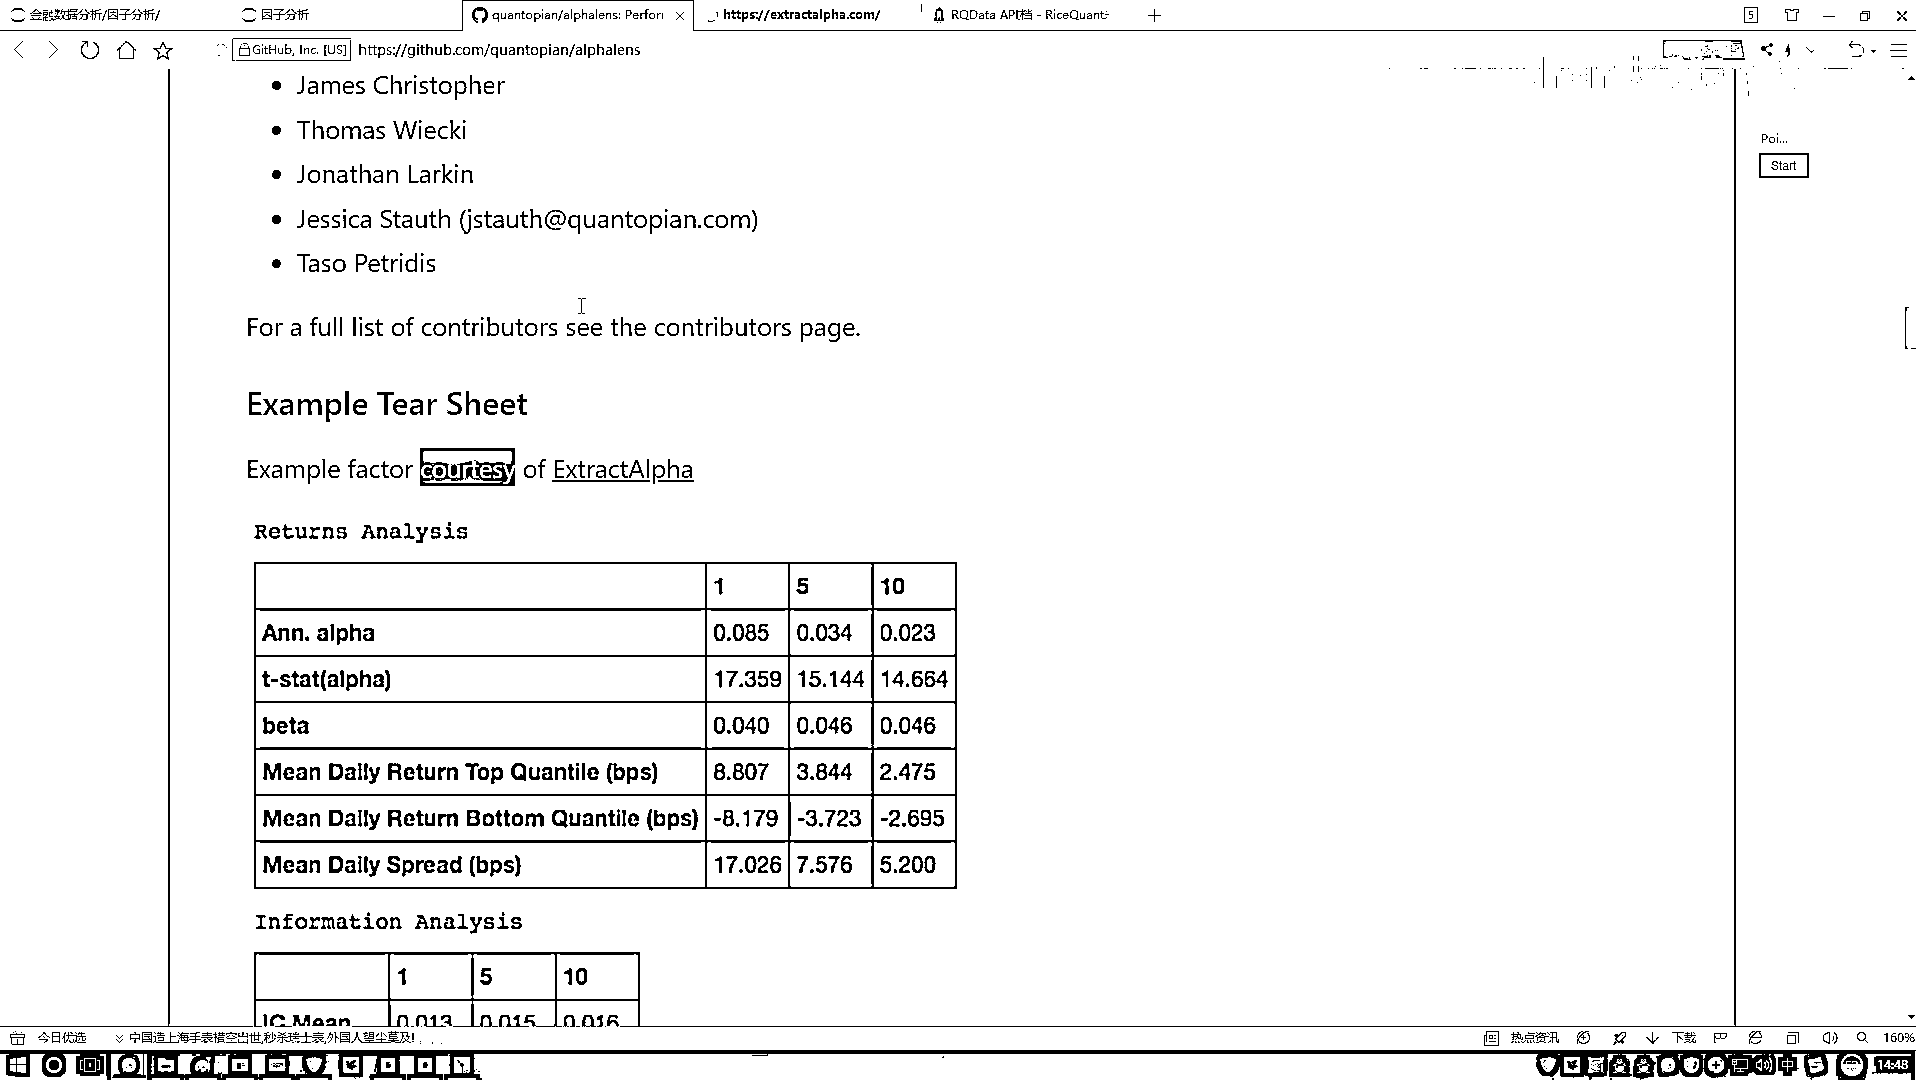 金融数据分析/因子分析/
因子分析
quantopian/alphalens: Perfor
https://extractalpha.com/
RQData API文档 - RiceQuant
5
GitHub, Inc. [US]
https://github.com/quantopian/alphalens
James Christopher
Thomas Wiecki
Jonathan Larkin
Jessica Stauth (jstauth@quantopian.com)
Taso Petridis
For a full list of contributors see the contributors page.
Example Tear Sheet
Example factor courtesy of ExtractAlpha
Returns Analysis
1 5 10
Ann. alpha 0.085 0.034 0.023
t-stat(alpha) 17.359 15.144 14.664
beta 0.040 0.046 0.046
Mean Daily Return Top Quantile (bps) 8.807 3.844 2.475
Mean Daily Return Bottom Quantile (bps) -8.179 -3.723 -2.695
Mean Daily Spread (bps) 17.026 7.576 5.200
Information Analysis
1 5 10
IC Mean 0.013 0.015 0.016
Poi...
Start
今日优选
中国造上海手表横空出世,秒杀瑞士表,外国人望尘莫及!
热点资讯
下载
160%
中
14:48